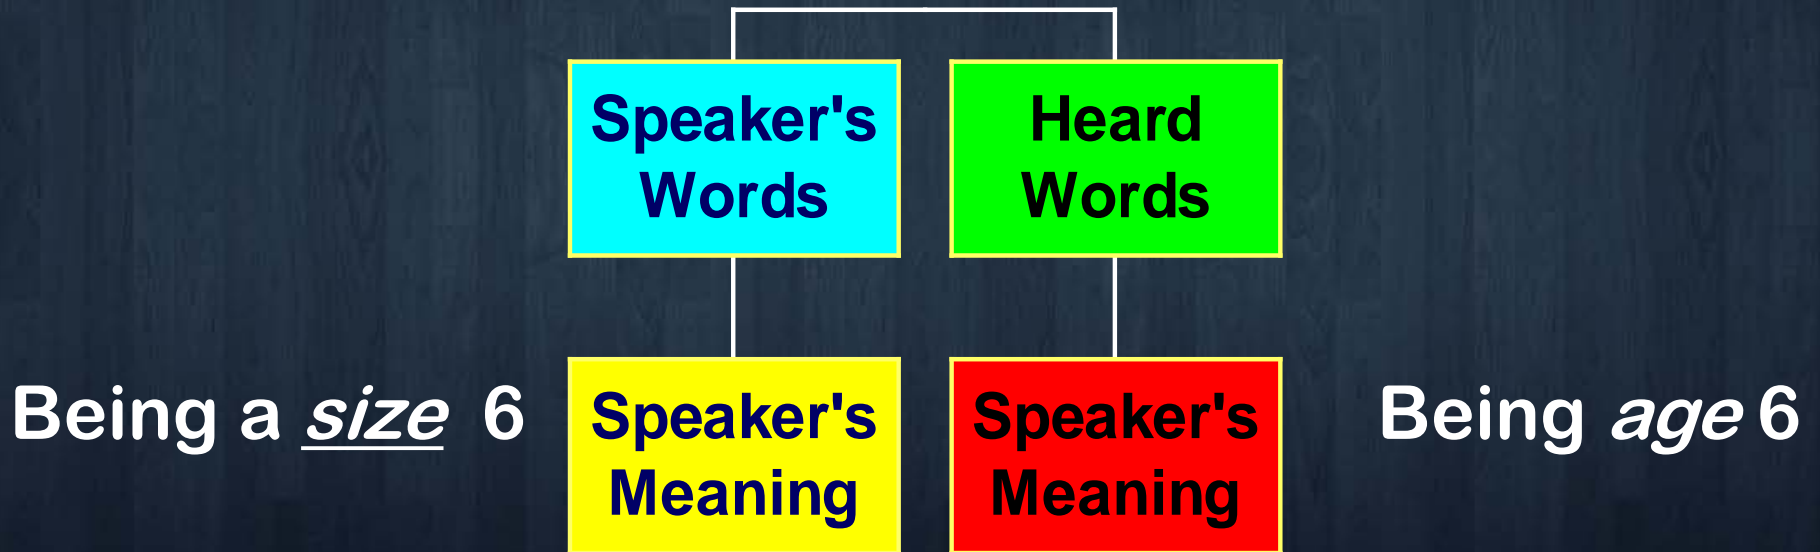 Speaker's
Words
Heard
Words
Being a size 6
Speaker's
Meaning
Speaker's
Meaning
Being age 6